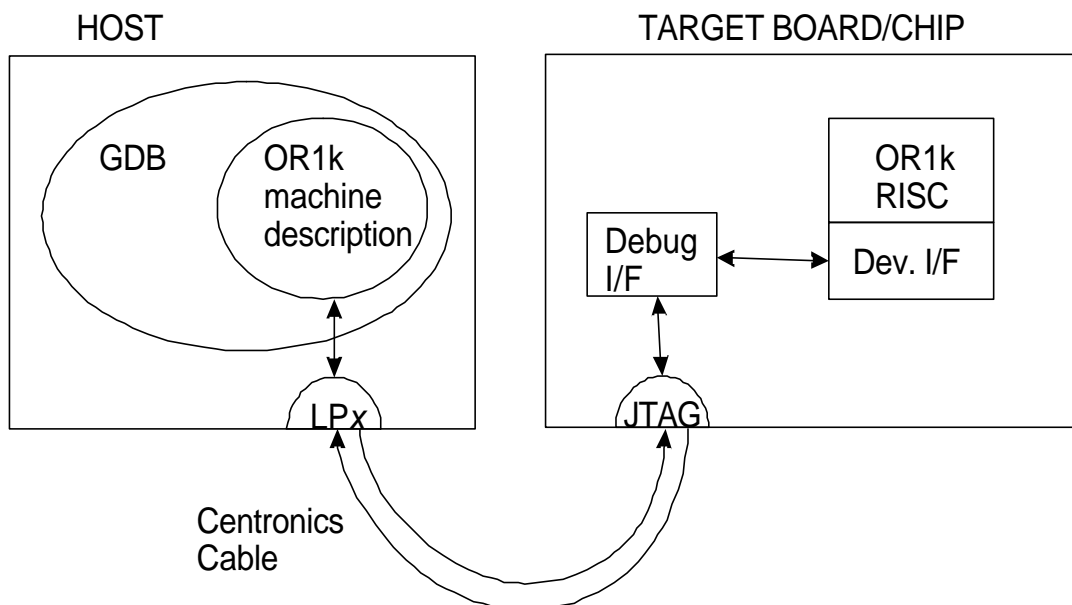 HOST
TARGET BOARD/CHIP
GDB
OR1k
machine
description
LPx
Centronics
Cable
Debug
I/F
OR1k
RISC
Dev. I/F
JTAG